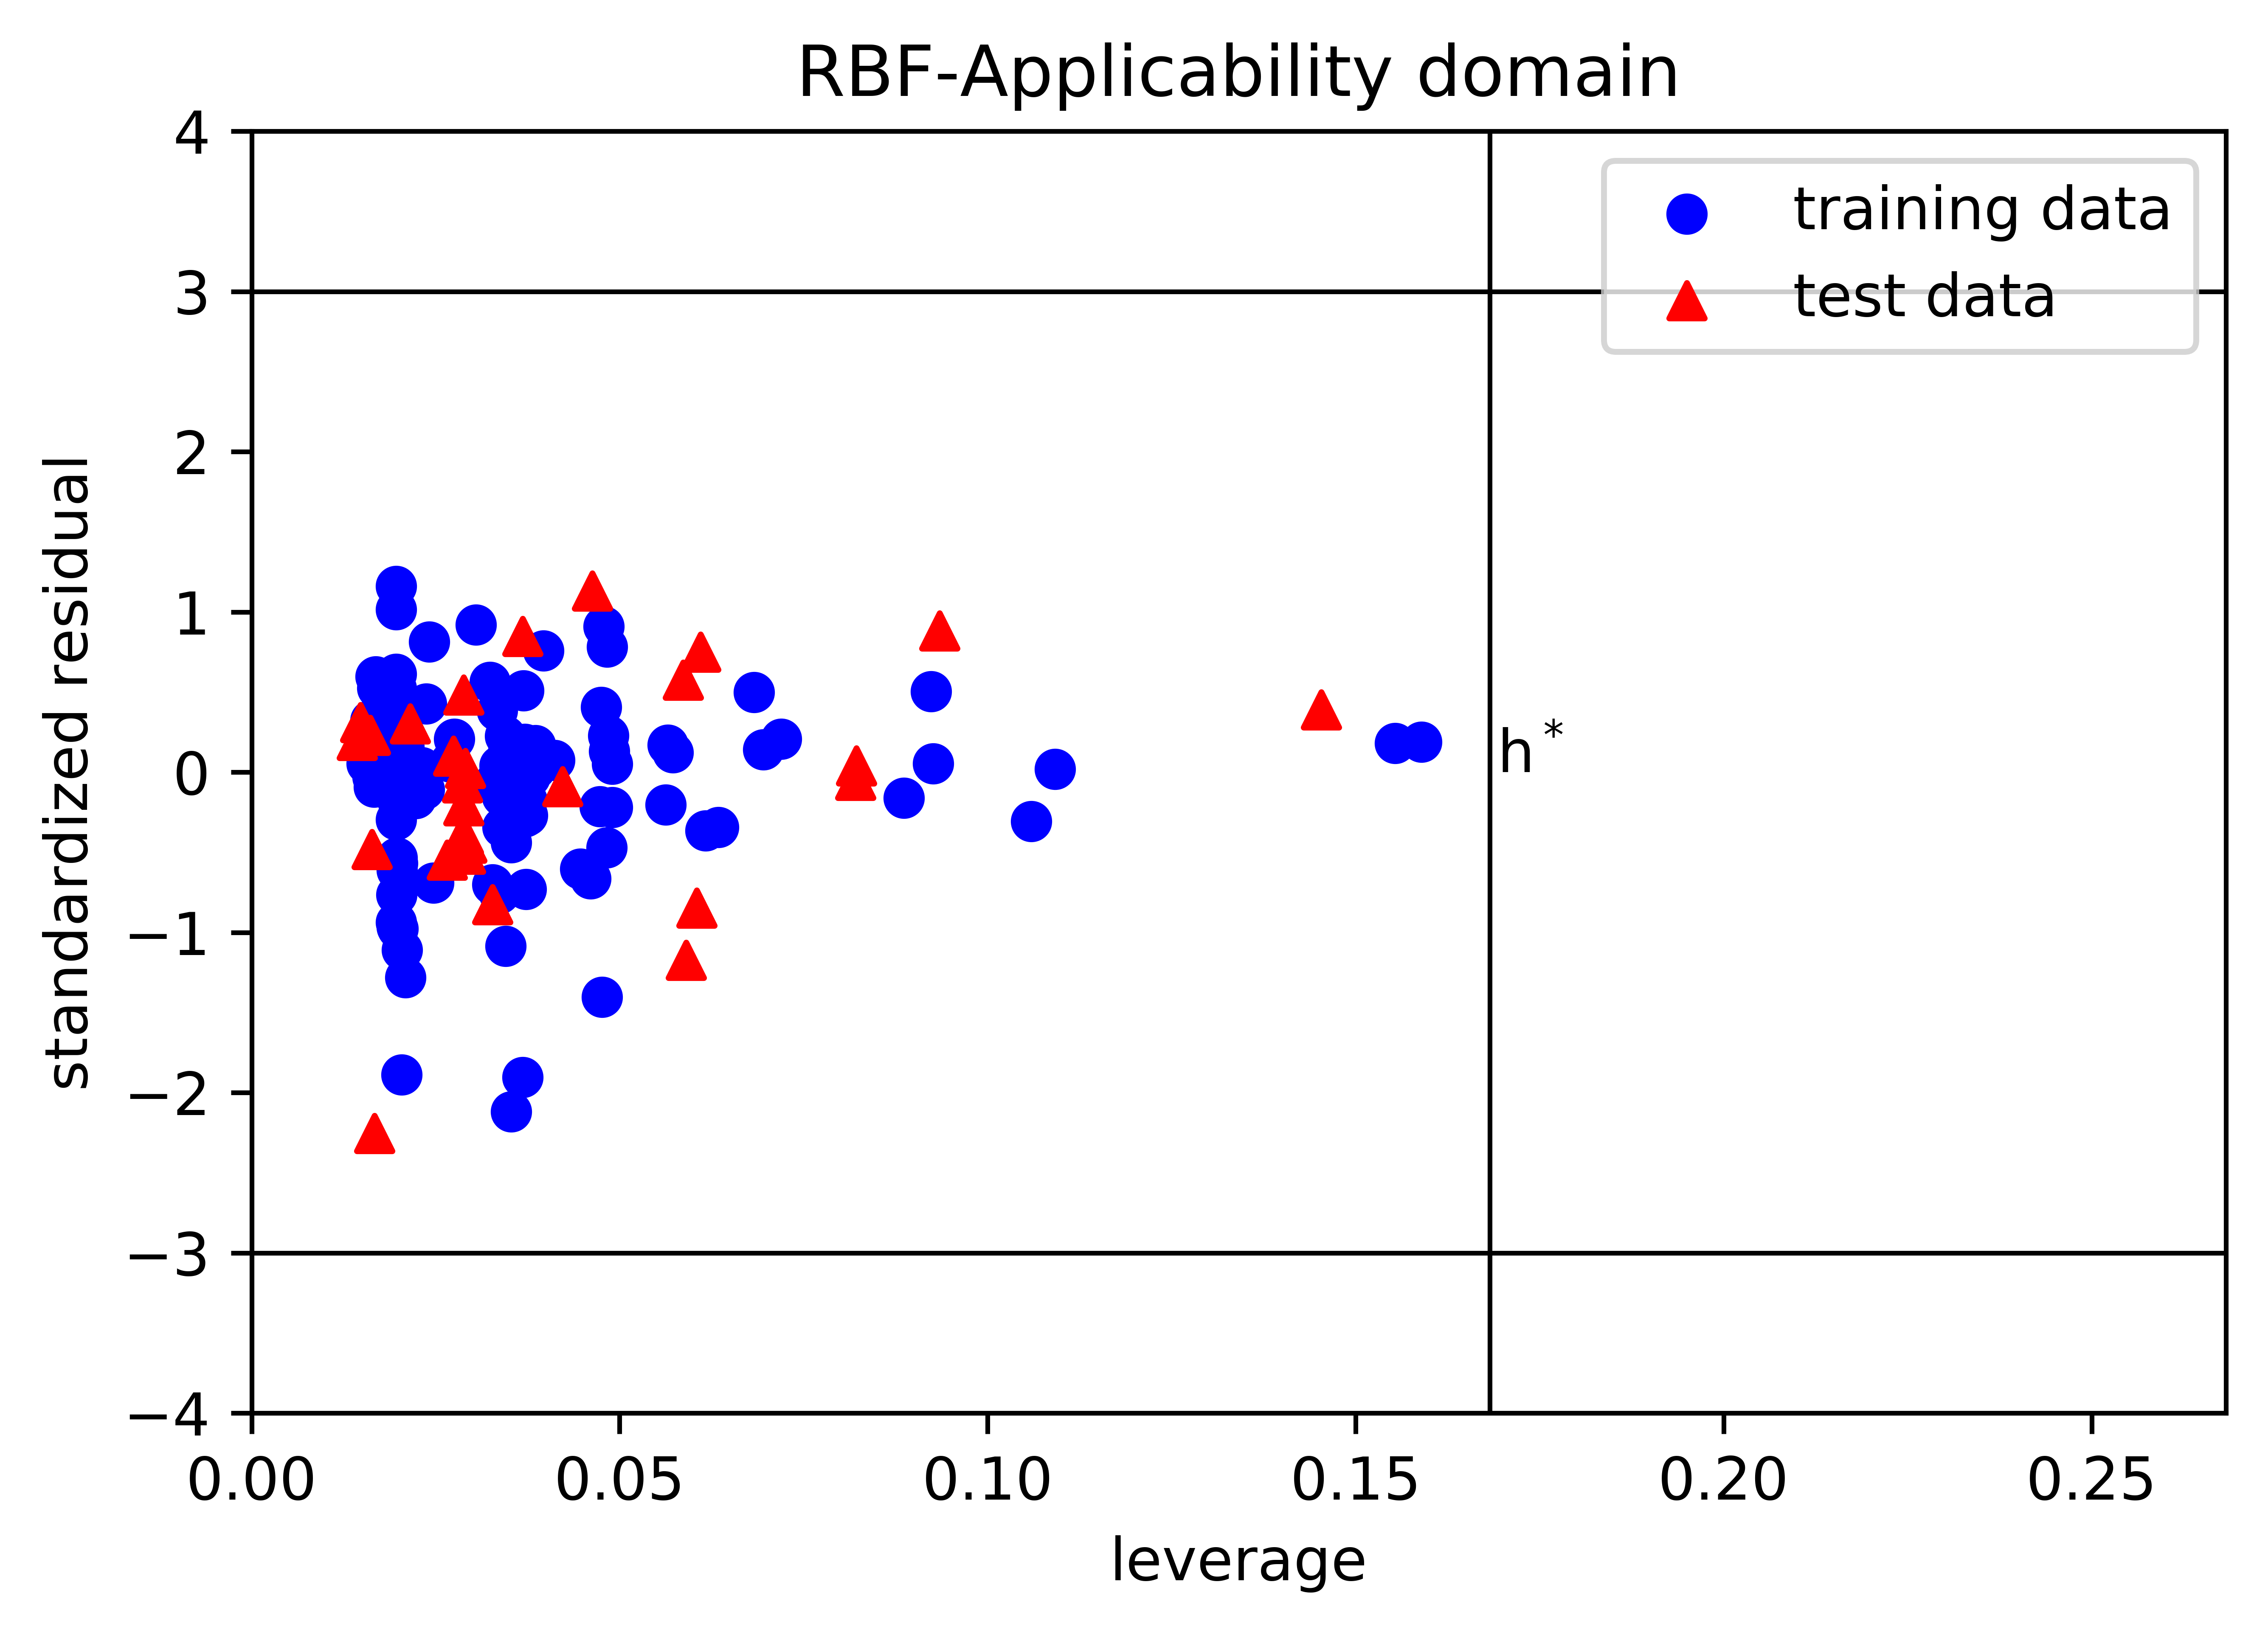 RBF-Applicability domain
training data
test data
4
3
2
1
0
−1
−2
−3
−4
standardized residual
h*
0.00 0.05 0.10 0.15 0.20 0.25
leverage